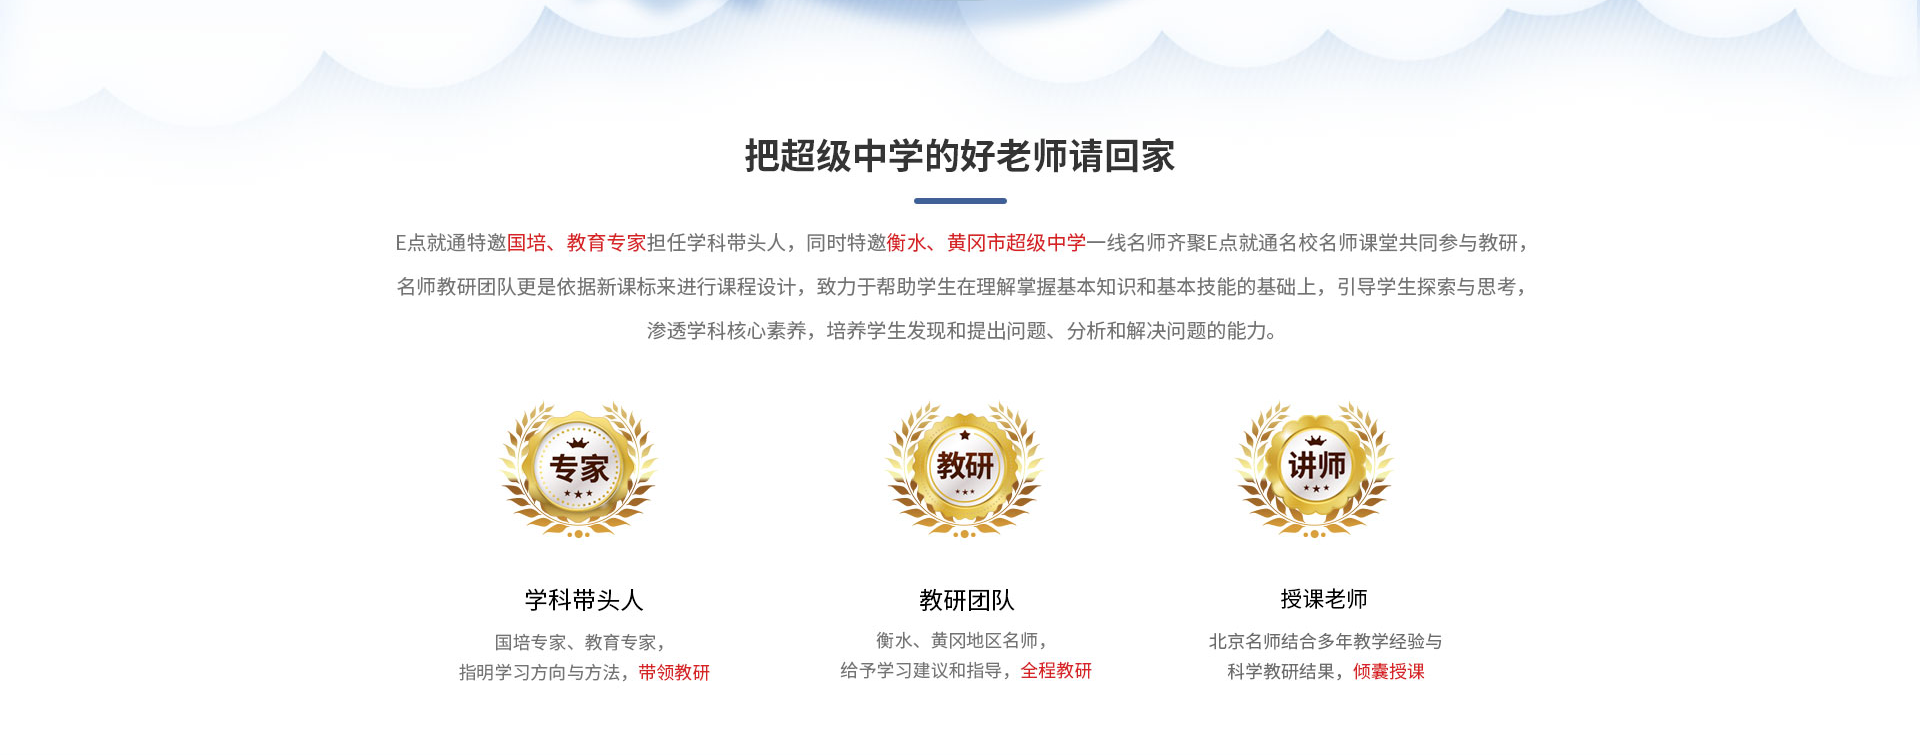 把超级中学的好老师请回家
E点就通特邀国培、教育专家担任学科带头人，同时特邀衡水、黄冈市超级中学一线名师齐聚E点就通名校名师课堂共同参与教研，
名师教研团队更是依据新课标来进行课程设计，致力于帮助学生在理解掌握基本知识和基本技能的基础上，引导学生探索与思考，
渗透学科核心素养，培养学生发现和提出问题、分析和解决问题的能力。
专家
教研
讲师
学科带头人
国培专家、教育专家，
指明学习方向与方法，带领教研
教研团队
衡水、黄冈地区名师，
给予学习建议和指导，全程教研
授课老师
北京名师结合多年教学经验与
科学教研结果，倾囊授课